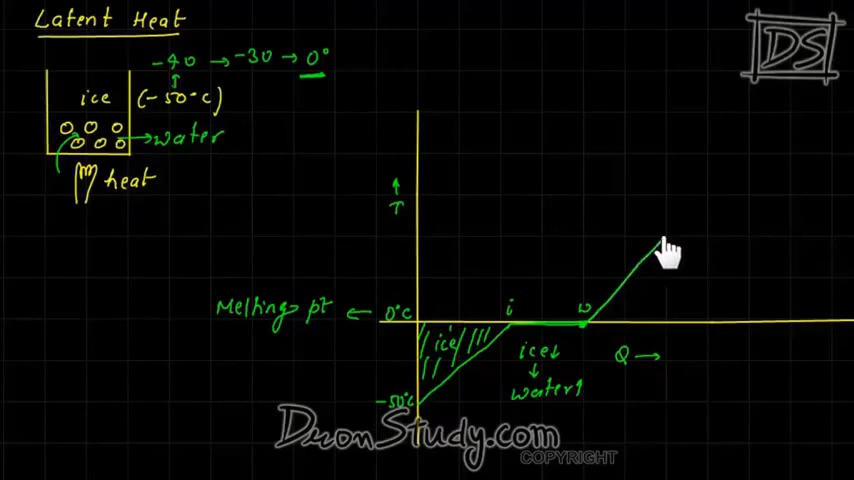 Latent Heat
DS
-40 → -30 → 0°
ice (-50°C)
→ water
heat
↑
T
Melting pt ← 0°C
i
w
ice
ice↓
Q →
↓
water↑
-50°C
DronStudy.com
COPYRIGHT